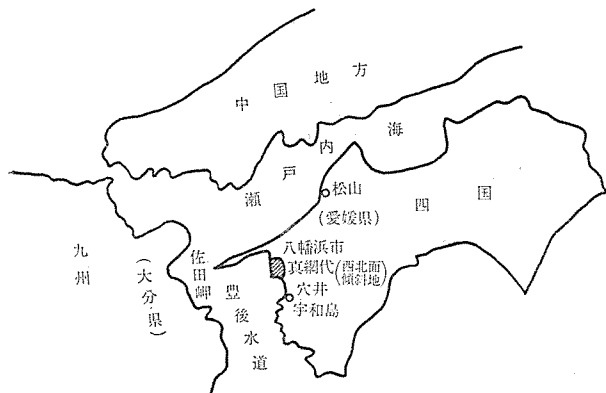 中国地方
瀬戸内海
松山
(愛媛県)
四国
九州
(大分県)
佐田岬
八幡浜市
真網代(西北面傾斜地)
穴井
宇和島
豊後水道